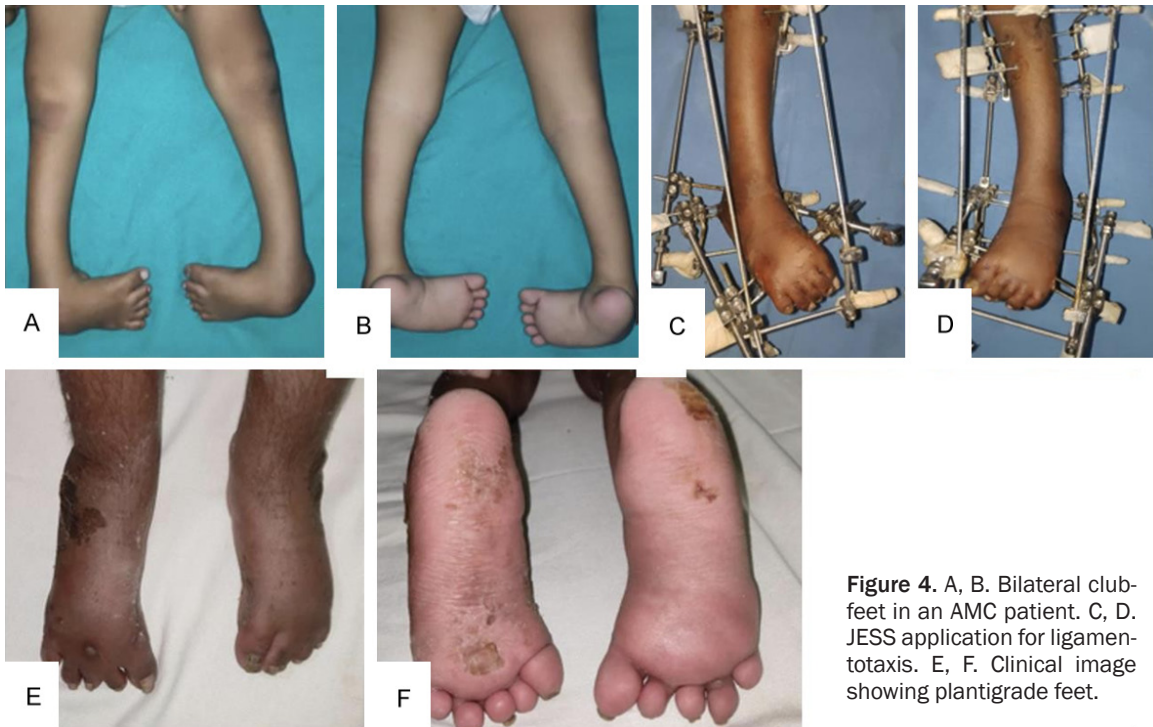 A
B
C
D
E
F
Figure 4. A, B. Bilateral club-
feet in an AMC patient. C, D.
JESS application for ligamen-
totaxis. E, F. Clinical image
showing plantigrade feet.